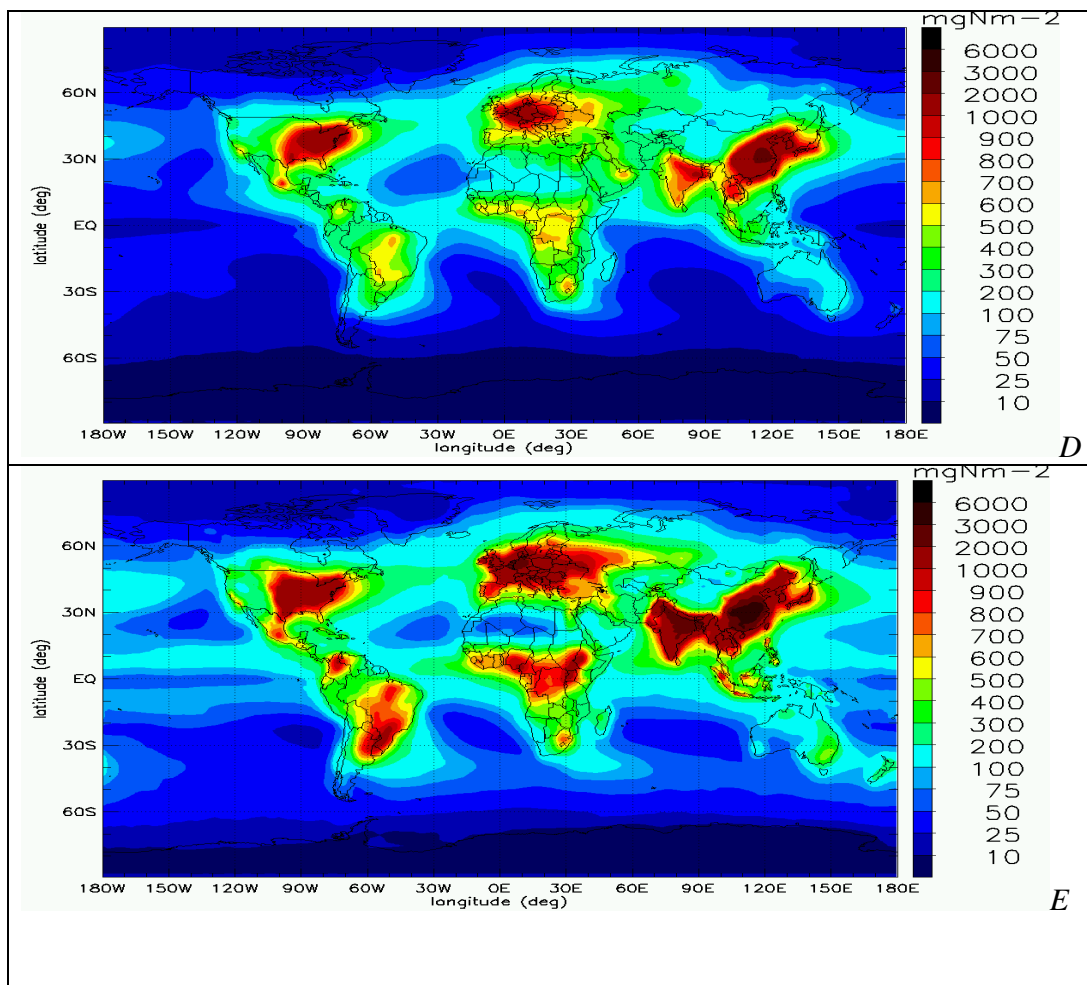 mgNm-2
6000
3000
2000
1000
900
800
700
600
500
400
300
200
100
75
50
25
10
60N
30N
EQ
30S
60S
latitude (deg)
180W 150W 120W 90W 60W 30W 0E 30E 60E 90E 120E 150E 180E
longitude (deg)
D
mgNm-2
6000
3000
2000
1000
900
800
700
600
500
400
300
200
100
75
50
25
10
60N
30N
EQ
30S
60S
latitude (deg)
180W 150W 120W 90W 60W 30W 0E 30E 60E 90E 120E 150E 180E
longitude (deg)
E